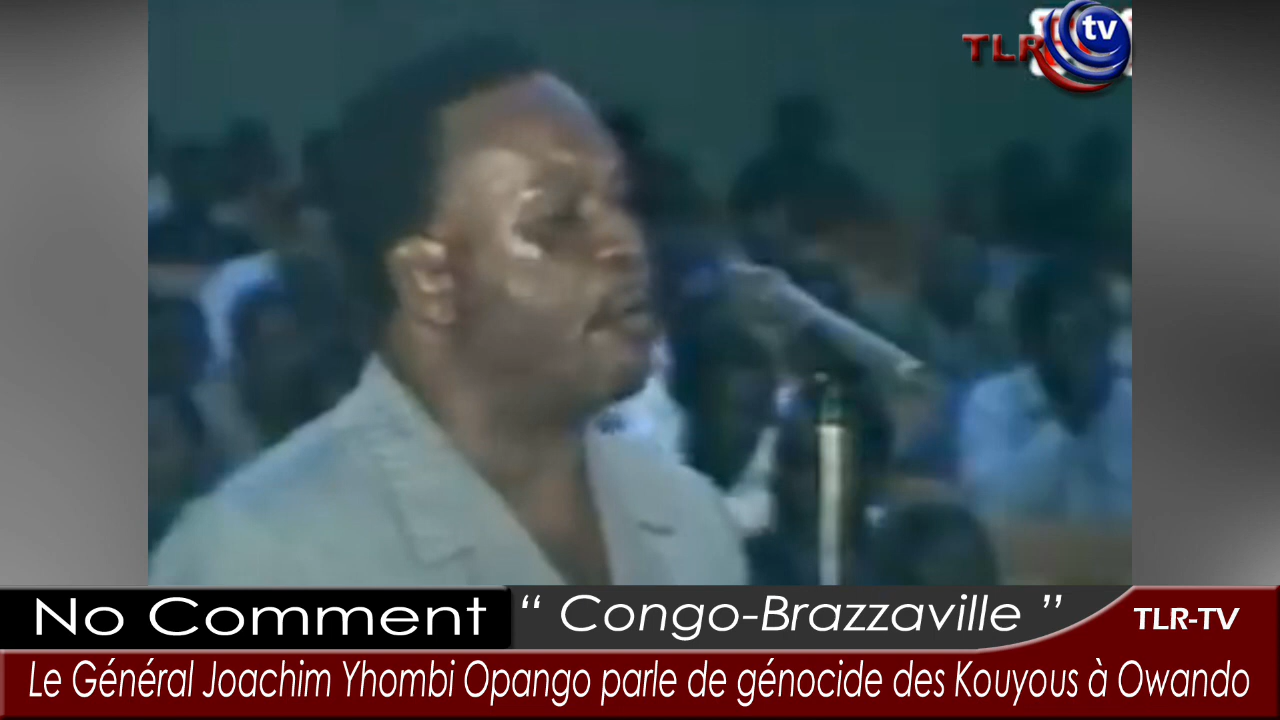 TLR tv
No Comment “ Congo-Brazzaville ” TLR-TV
Le Général Joachim Yhombi Opango parle de génocide des Kouyous à Owando